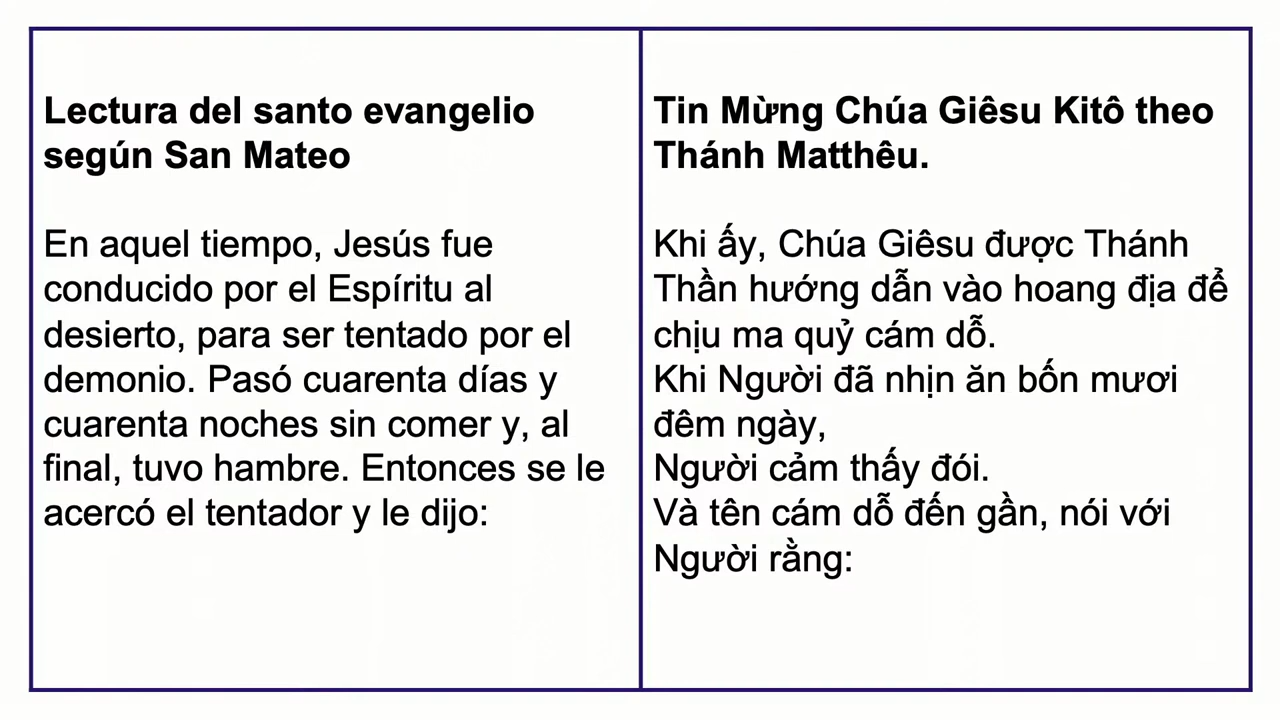 Lectura del santo evangelio
según San Mateo
En aquel tiempo, Jesús fue
conducido por el Espíritu al
desierto, para ser tentado por el
demonio. Pasó cuarenta días y
cuarenta noches sin comer y, al
final, tuvo hambre. Entonces se le
acercó el tentador y le dijo:
Tin Mừng Chúa Giêsu Kitô theo
Thánh Matthêu.
Khi ấy, Chúa Giêsu được Thánh
Thần hướng dẫn vào hoang địa để
chịu ma quỷ cám dỗ.
Khi Người đã nhịn ăn bốn mươi
đêm ngày,
Người cảm thấy đói.
Và tên cám dỗ đến gần, nói với
Người rằng: